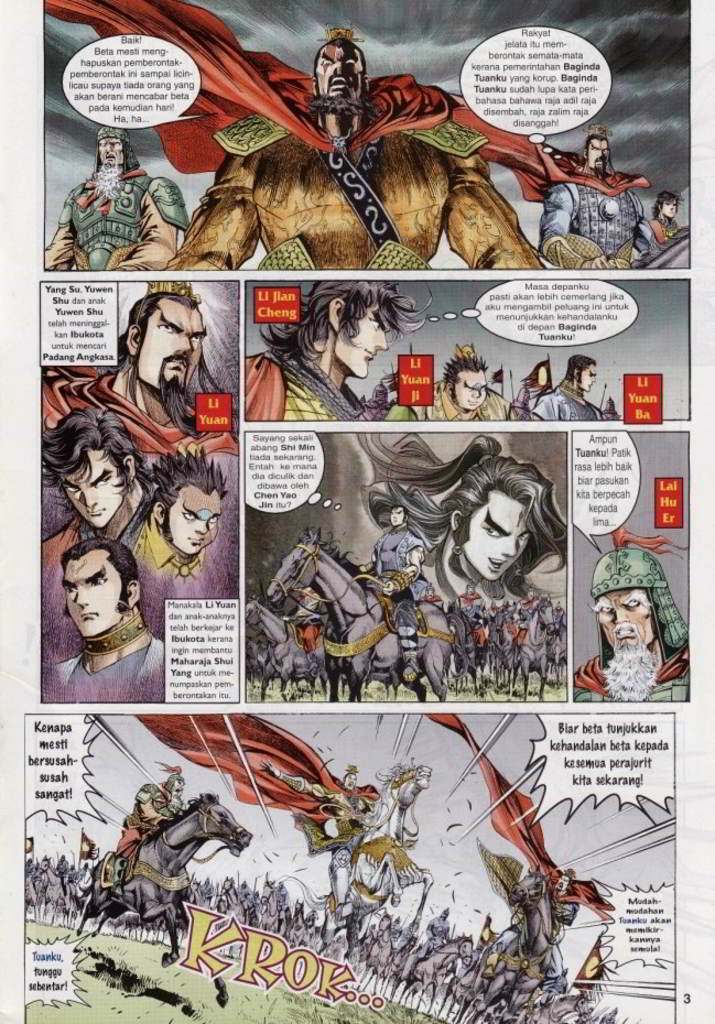 Baik!
Beta mesti meng-
hapuskan pemberontak-
pemberontak ini sampai licin-
licau supaya tiada orang yang
akan berani mencabar beta
pada kemudian hari!
Ha, ha...
Rakyat
jelata itu mem-
berontak semata-mata
kerana pemerintahan Baginda
Tuanku yang korup. Baginda
Tuanku sudah lupa kata peri-
bahasa bahawa raja adil raja
disembah, raja zalim raja
disanggah!
Yang Su, Yuwen
Shu dan anak
Yuwen Shu
telah meninggal-
kan Ibukota
untuk mencari
Padang Angkasa.
Li
Yuan
Manakala Li Yuan
dan anak-anaknya
telah berkejar ke
Ibukota kerana
ingin membantu
Maharaja Shui
Yang untuk me-
numpaskan pem-
berontakan itu.
Li Jian
Cheng
Masa depanku
pasti akan lebih cemerlang jika
aku mengambil peluang ini untuk
menunjukkan kehandalanku
di depan Baginda
Tuanku!
Li
Yuan
Ji
Li
Yuan
Ba
Sayang sekali
abang Shi Min
tiada sekarang.
Entah ke mana
dia diculik dan
dibawa oleh
Chen Yao
Jin itu?
Ampun
Tuanku! Patik
rasa lebih baik
biar pasukan
kita berpecah
kepada
lima...
Lai
Hu
Er
Kenapa
mesti
bersusah-
susah
sangat!
Biar beta tunjukkan
kehandalan beta kepada
kesemua perajurit
kita sekarang!
Tuanku,
tunggu
sebentar!
KROK...
Mudah-
mudahan
Tuanku akan
memikir-
kannya
semula!
3